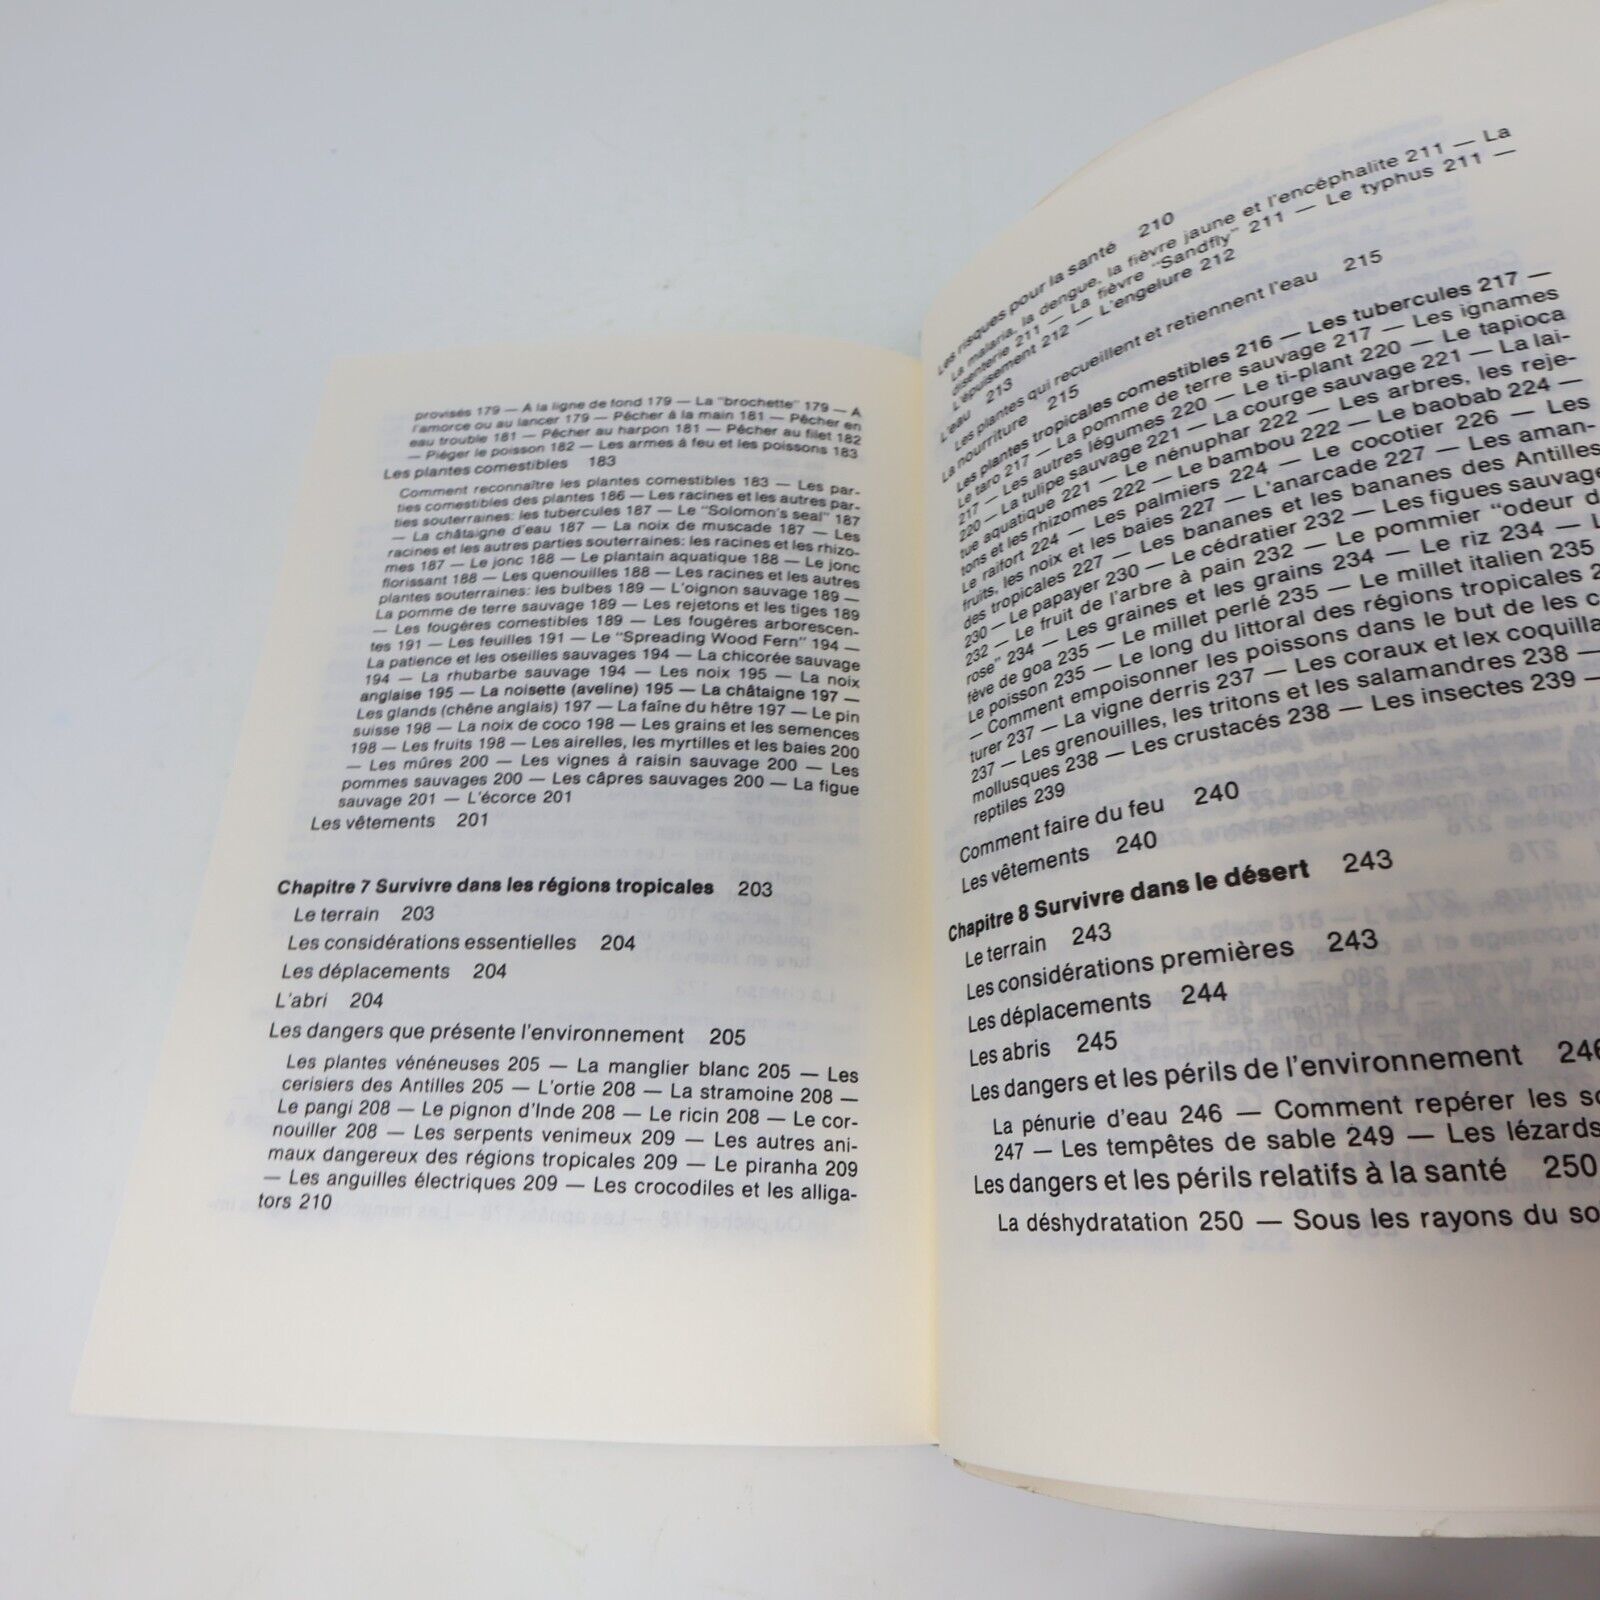 provisés 179 — A la ligne de fond 179 — La "brochette" 179 — A
l'amorce ou au lancer 179 — Pêcher à la main 181 — Pêcher en
eau trouble 181 — Pêcher au harpon 181 — Pêcher au filet 182
— Piéger le poisson 182 — Les armes à feu et les poissons 183
Les plantes comestibles 183
Comment reconnaître les plantes comestibles 183 — Les par-
ties comestibles des plantes 186 — Les racines et les autres par-
ties souterraines: les tubercules 187 — Le "Solomon's seal" 187
— La châtaigne d'eau 187 — La noix de muscade 187 — Les
racines et les autres parties souterraines: les racines et les rhizo-
mes 187 — Le jonc 188 — Le plantain aquatique 188 — Le jonc
florissant 188 — Les quenouilles 188 — Les racines et les autres
plantes souterraines: les bulbes 189 — L'oignon sauvage 189 —
La pomme de terre sauvage 189 — Les rejetons et les tiges 189
— Les fougères comestibles 189 — Les fougères arborescen-
tes 191 — Les feuilles 191 — Le "Spreading Wood Fern" 194 —
La patience et les oseilles sauvages 194 — La chicorée sauvage
194 — La rhubarbe sauvage 194 — Les noix 195 — La noix
anglaise 195 — La noisette (aveline) 195 — La châtaigne 197 —
Les glands (chêne anglais) 197 — La faîne du hêtre 197 — Le pin
suisse 198 — La noix de coco 198 — Les grains et les semences
198 — Les fruits 198 — Les airelles, les myrtilles et les baies 200
— Les mûres 200 — Les vignes à raisin sauvage 200 — Les
pommes sauvages 200 — Les câpres sauvages 200 — La figue
sauvage 201 — L'écorce 201
Les vêtements 201
Chapitre 7 Survivre dans les régions tropicales 203
Le terrain 203
Les considérations essentielles 204
Les déplacements 204
L'abri 204
Les dangers que présente l'environnement 205
Les plantes vénéneuses 205 — La manglier blanc 205 — Les
cerisiers des Antilles 205 — L'ortie 208 — La stramoine 208 —
Le pangi 208 — Le pignon d'Inde 208 — Le ricin 208 — Le cor-
nouiller 208 — Les serpents venimeux 209 — Les autres ani-
maux dangereux des régions tropicales 209 — Le piranha 209
— Les anguilles électriques 209 — Les crocodiles et les alliga-
tors 210
Les risques pour la santé 210
La malaria, la dengue, la fièvre jaune et l'encéphalite 211 — La
disenterie 211 — La fièvre "Sandfly" 211 — Le typhus 211 —
L'épuisement 212 — L'engelure 212
L'eau 213
Les plantes qui recueillent et retiennent l'eau 215
La nourriture 215
Les plantes tropicales comestibles 216 — Les tubercules 217 —
Le taro 217 — La pomme de terre sauvage 217 — Les ignames
217 — Les autres légumes 220 — Le ti-plant 220 — Le tapioca
220 — La tulipe sauvage 221 — La courge sauvage 221 — La lai-
tue aquatique 221 — Le nénuphar 222 — Les arbres, les reje-
tons et les rhizomes 222 — Le bambou 222 — Le baobab 224 —
Le raifort 224 — Les palmiers 224 — Le cocotier 226 — Les
fruits, les noix et les baies 227 — L'anarcade 227 — Les aman-
des tropicales 227 — Les bananes et les bananes des Antilles
230 — Le papayer 230 — Le cédratier 232 — Les figues sauvage
232 — Le fruit de l'arbre à pain 232 — Le pommier "odeur d
rose" 234 — Les graines et les grains 234 — Le riz 234 — L
fève de goa 235 — Le millet perlé 235 — Le millet italien 235
Le poisson 235 — Le long du littoral des régions tropicales 2
— Comment empoisonner les poissons dans le but de les c
turer 237 — La vigne derris 237 — Les coraux et lex coquilla
237 — Les grenouilles, les tritons et les salamandres 238 —
mollusques 238 — Les crustacés 238 — Les insectes 239 —
reptiles 239
Comment faire du feu 240
Les vêtements 240
Chapitre 8 Survivre dans le désert 243
Le terrain 243
Les considérations premières 243
Les déplacements 244
Les abris 245
Les dangers et les périls de l'environnement 246
La pénurie d'eau 246 — Comment repérer les so
247 — Les tempêtes de sable 249 — Les lézards
Les dangers et les périls relatifs à la santé 250
La déshydratation 250 — Sous les rayons du so